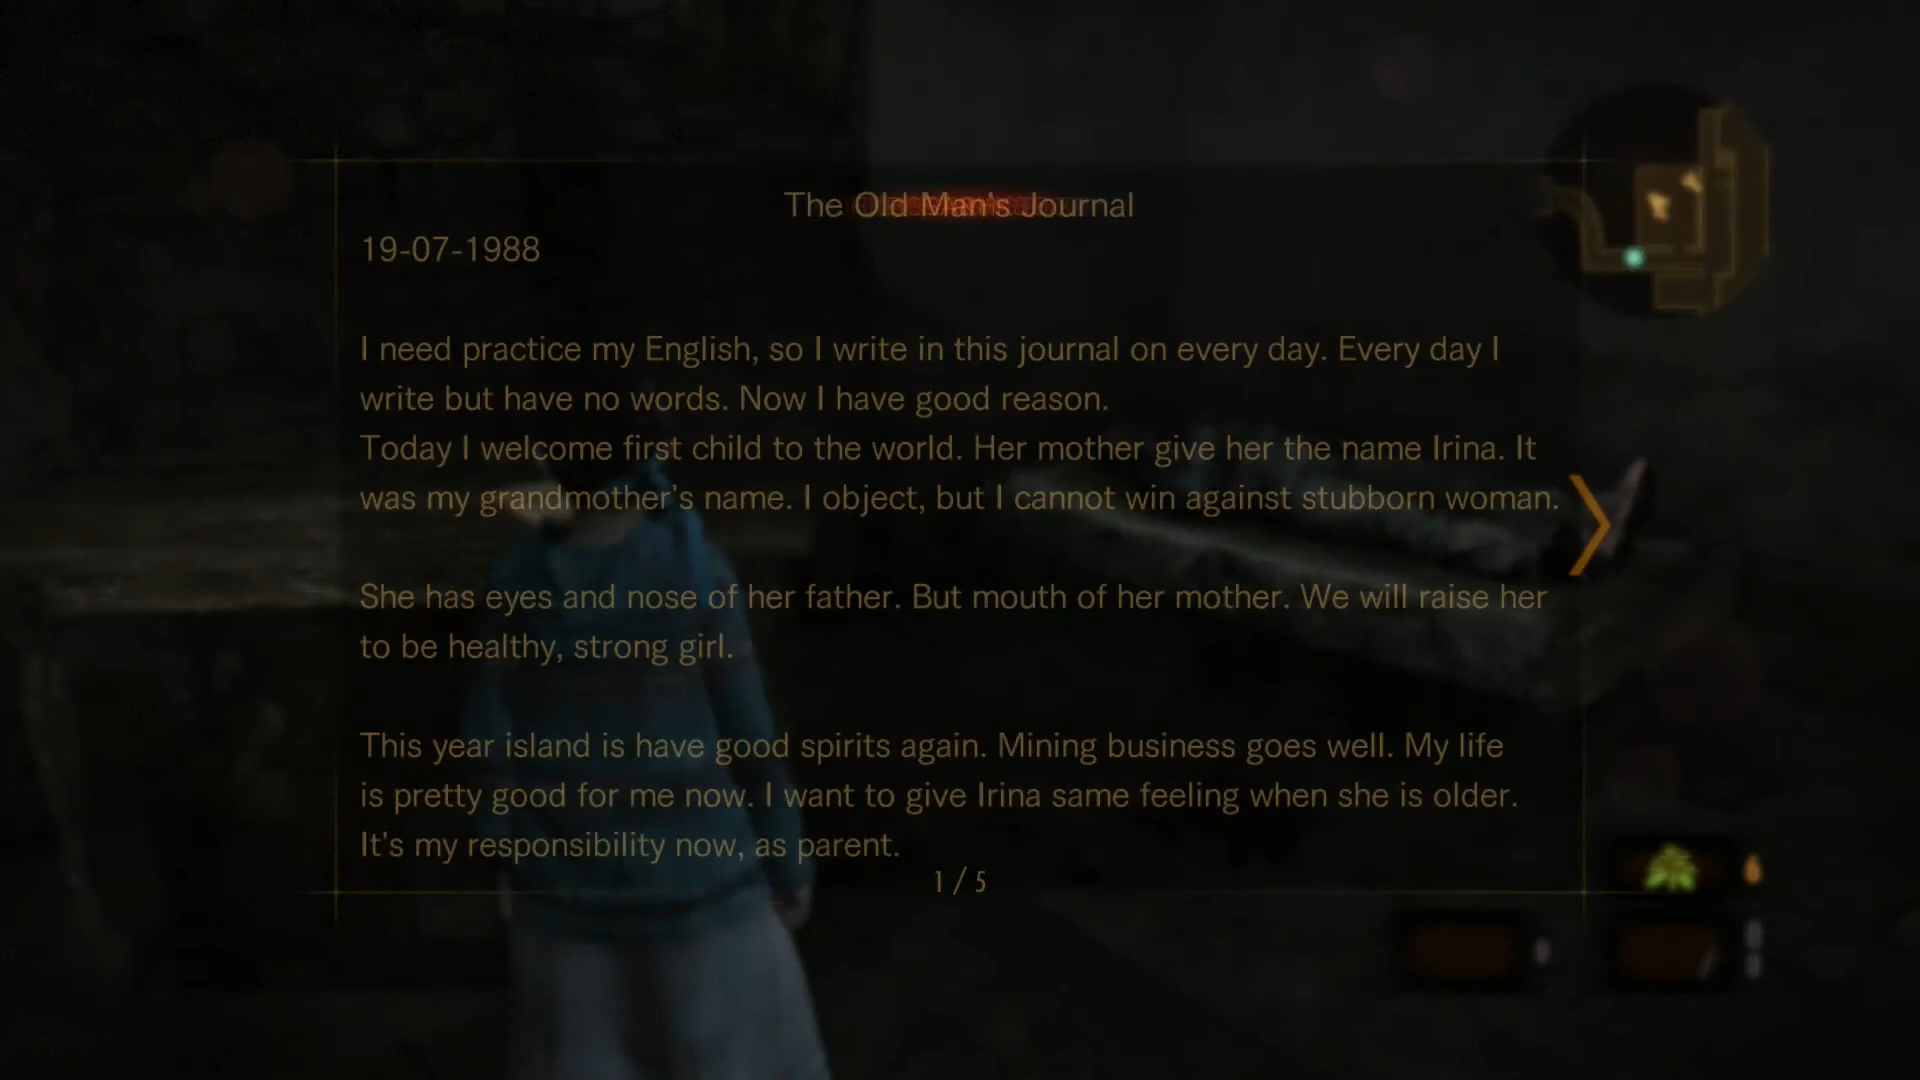 The Old Man's Journal
19-07-1988
I need practice my English, so I write in this journal on every day. Every day I
write but have no words. Now I have good reason.
Today I welcome first child to the world. Her mother give her the name Irina. It
was my grandmother's name. I object, but I cannot win against stubborn woman.
She has eyes and nose of her father. But mouth of her mother. We will raise her
to be healthy, strong girl.
This year island is have good spirits again. Mining business goes well. My life
is pretty good for me now. I want to give Irina same feeling when she is older.
It's my responsibility now, as parent.
1 / 5